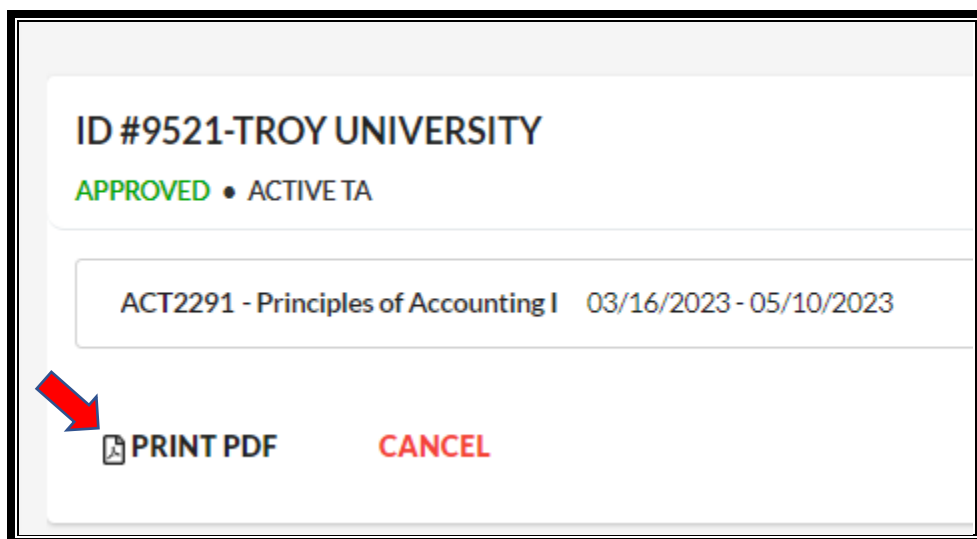 ID #9521-TROY UNIVERSITY
APPROVED • ACTIVE TA
ACT2291 - Principles of Accounting I 03/16/2023 - 05/10/2023
PRINT PDF CANCEL